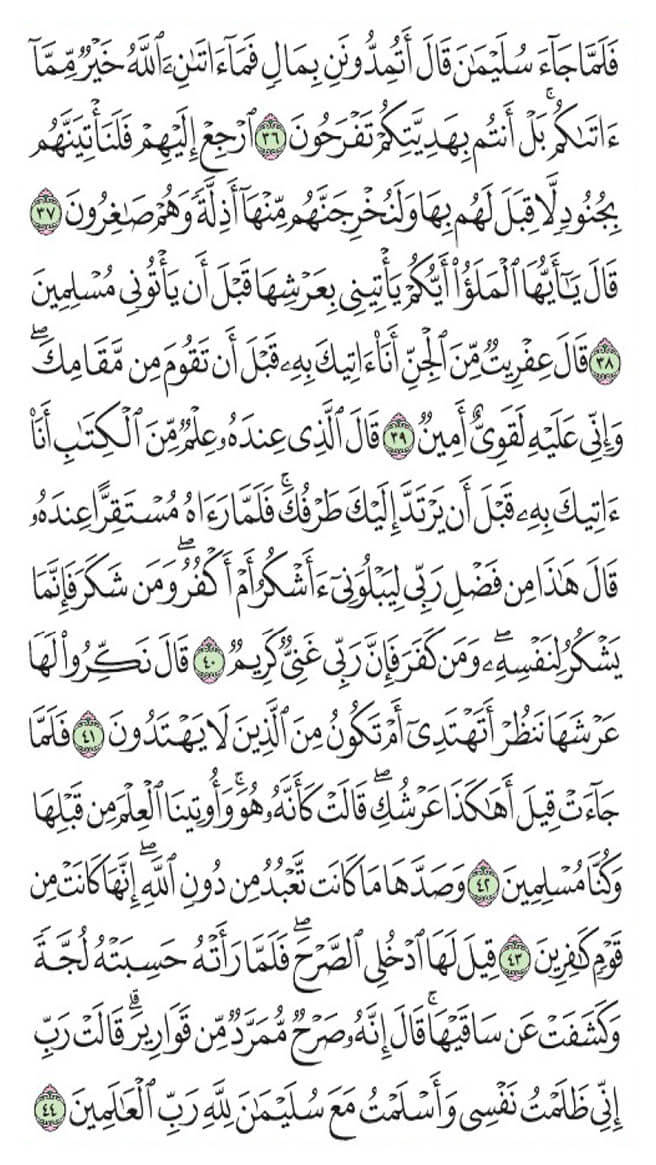 فَلَمَّا جَآءَ سُلَيْمَٰنَ قَالَ أَتُمِدُّونَنِ بِمَالٍ فَمَآ ءَاتَىٰنِۦَ ٱللَّهُ خَيْرٌ مِّمَّآ
ءَاتَىٰكُمۚ بَلْ أَنتُم بِهَدِيَّتِكُمْ تَفْرَحُونَ ٣٦ ٱرْجِعْ إِلَيْهِمْ فَلَنَأْتِيَنَّهُم
بِجُنُودٍ لَّا قِبَلَ لَهُم بِهَا وَلَنُخْرِجَنَّهُم مِّنْهَآ أَذِلَّةً وَهُمْ صَٰغِرُونَ ٣٧
قَالَ يَٰٓأَيُّهَا ٱلْمَلَؤُا۟ أَيُّكُمْ يَأْتِينِى بِعَرْشِهَا قَبْلَ أَن يَأْتُونِى مُسْلِمِينَ
٣٨ قَالَ عِفْرِيتٌ مِّنَ ٱلْجِنِّ أَنَا۠ ءَاتِيكَ بِهِۦ قَبْلَ أَن تَقُومَ مِن مَّقَامِكَۖ
وَإِنِّى عَلَيْهِ لَقَوِىٌّ أَمِينٌ ٣٩ قَالَ ٱلَّذِى عِندَهُۥ عِلْمٌ مِّنَ ٱلْكِتَٰبِ أَنَا۠
ءَاتِيكَ بِهِۦ قَبْلَ أَن يَرْتَدَّ إِلَيْكَ طَرْفُكَۚ فَلَمَّا رَءَاهُ مُسْتَقِرًّا عِندَهُۥ
قَالَ هَٰذَا مِن فَضْلِ رَبِّى لِيَبْلُوَنِىٓ ءَأَشْكُرُ أَمْ أَكْفُرُۖ وَمَن شَكَرَ فَإِنَّمَا
يَشْكُرُ لِنَفْسِهِۦۖ وَمَن كَفَرَ فَإِنَّ رَبِّى غَنِىٌّ كَرِيمٌ ٤٠ قَالَ نَكِّرُوا۟ لَهَا
عَرْشَهَا نَنظُرْ أَتَهْتَدِىٓ أَمْ تَكُونُ مِنَ ٱلَّذِينَ لَا يَهْتَدُونَ ٤١ فَلَمَّا
جَآءَتْ قِيلَ أَهَٰكَذَا عَرْشُكِۖ قَالَتْ كَأَنَّهُۥ هُوَۚ وَأُوتِينَا ٱلْعِلْمَ مِن قَبْلِهَا
وَكُنَّا مُسْلِمِينَ ٤٢ وَصَدَّهَا مَا كَانَت تَّعْبُدُ مِن دُونِ ٱللَّهِۖ إِنَّهَا كَانَتْ مِن
قَوْمٍ كَٰفِرِينَ ٤٣ قِيلَ لَهَا ٱدْخُلِى ٱلصَّرْحَۖ فَلَمَّا رَأَتْهُ حَسِبَتْهُ لُجَّةً
وَكَشَفَتْ عَن سَاقَيْهَاۚ قَالَ إِنَّهُۥ صَرْحٌ مُّمَرَّدٌ مِّن قَوَارِيرَۗ قَالَتْ رَبِّ
إِنِّى ظَلَمْتُ نَفْسِى وَأَسْلَمْتُ مَعَ سُلَيْمَٰنَ لِلَّهِ رَبِّ ٱلْعَٰلَمِينَ ٤٤